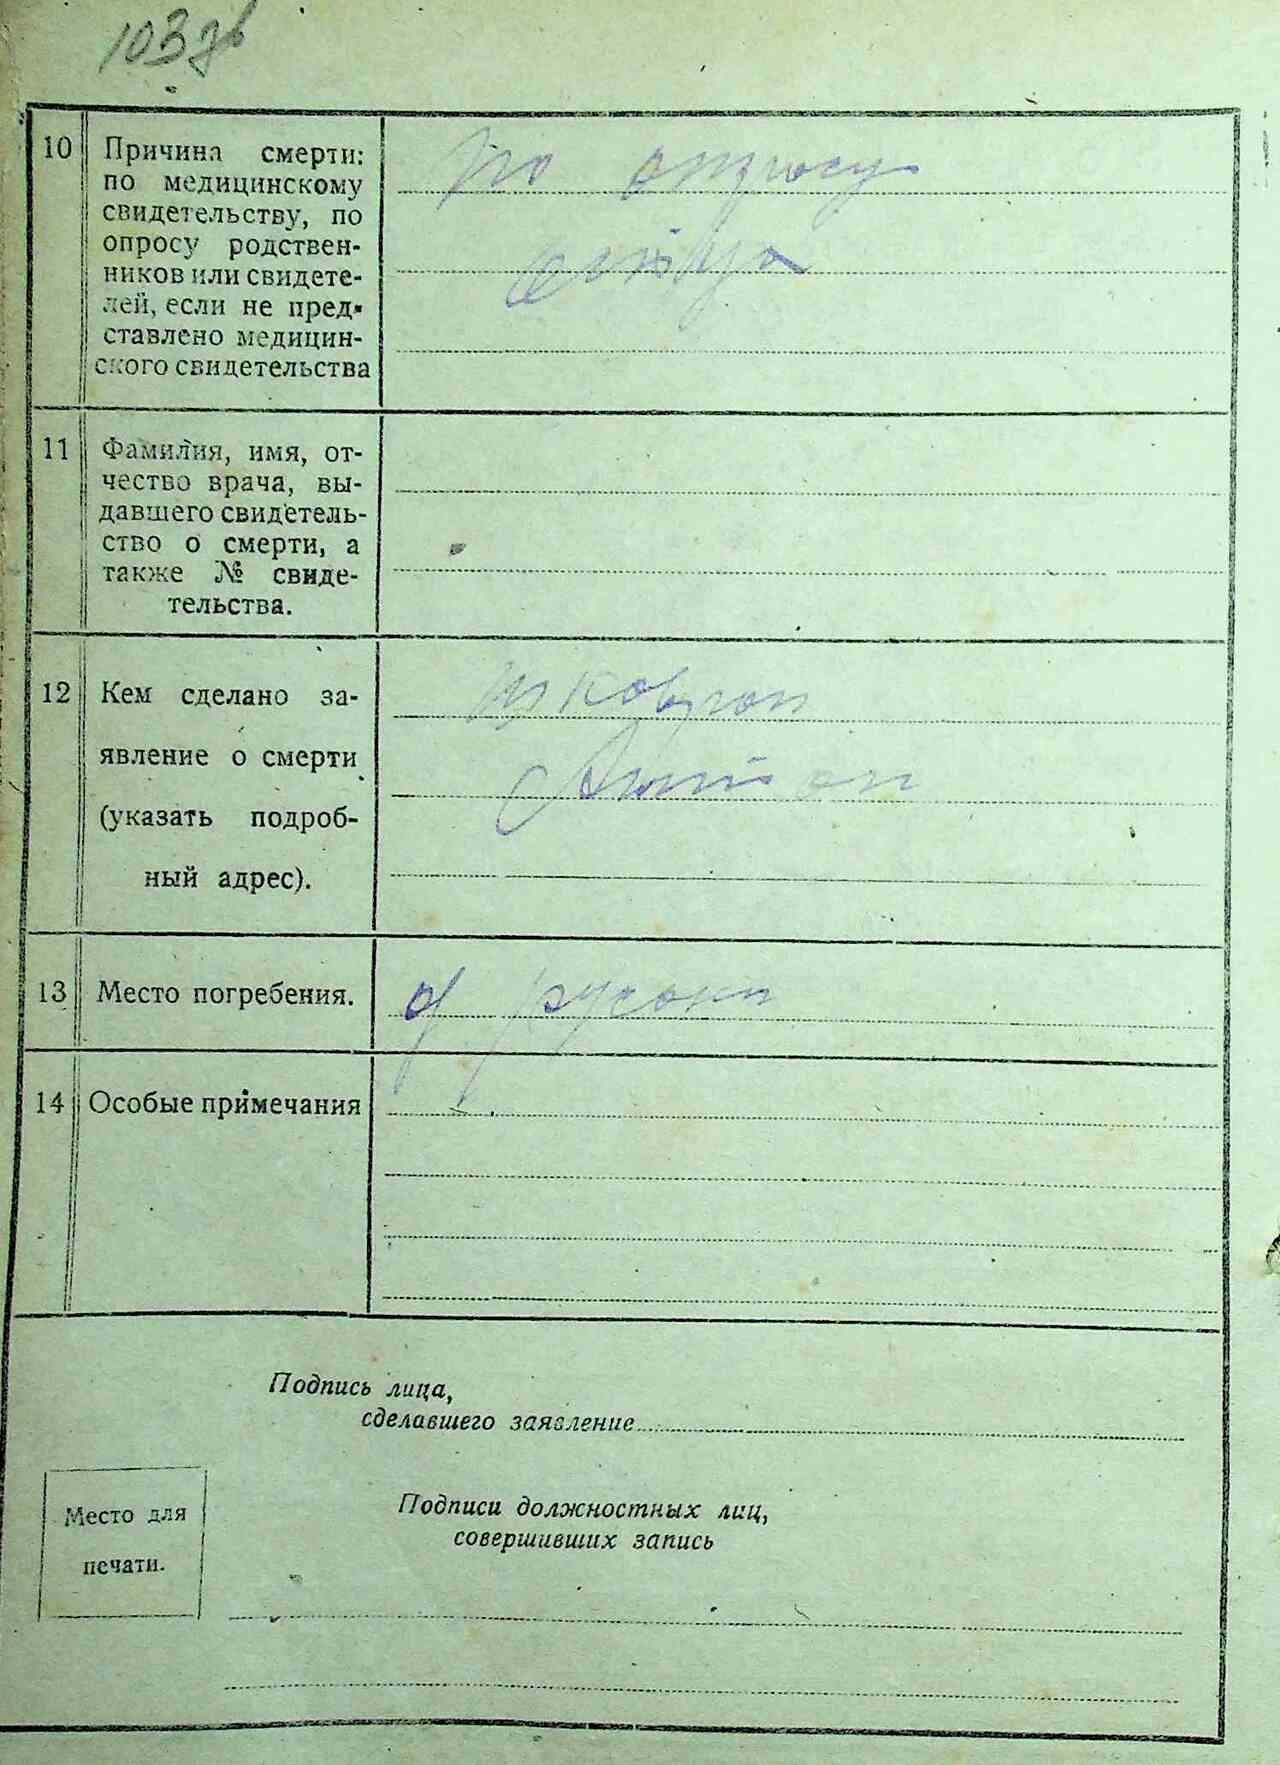 10
Причина смерти:
по медицинскому
свидетельству, по
опросу родствен-
ников или свидете-
лей, если не пред-
ставлено медицин-
ского свидетельства
по опросу
отца
11
Фамилия, имя, от-
чество врача, вы-
давшего свидетель-
ство о смерти, а
также № свиде-
тельства.
12
Кем сделано за-
явление о смерти
(указать подроб-
ный адрес).
13
Место погребения.
14
Особые примечания
Подпись лица,
сделавшего заявление
Место для
печати.
Подписи должностных лиц,
совершивших запись